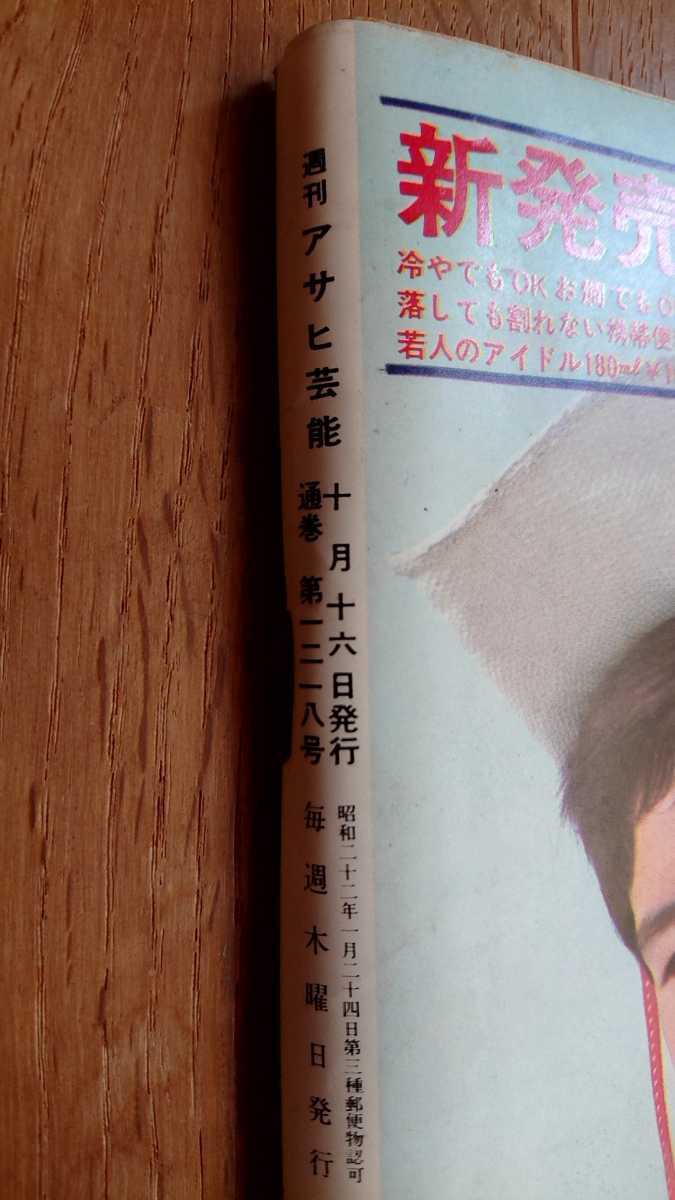 週刊アサヒ芸能
十月十六日発行
通巻 第一二一八号
昭和二十二年一月二十四日第三種郵便物認可
毎週木曜日発行
新発売
冷やでもOKお燗でもO
落しても割れない
若人のアイドル180ml¥1